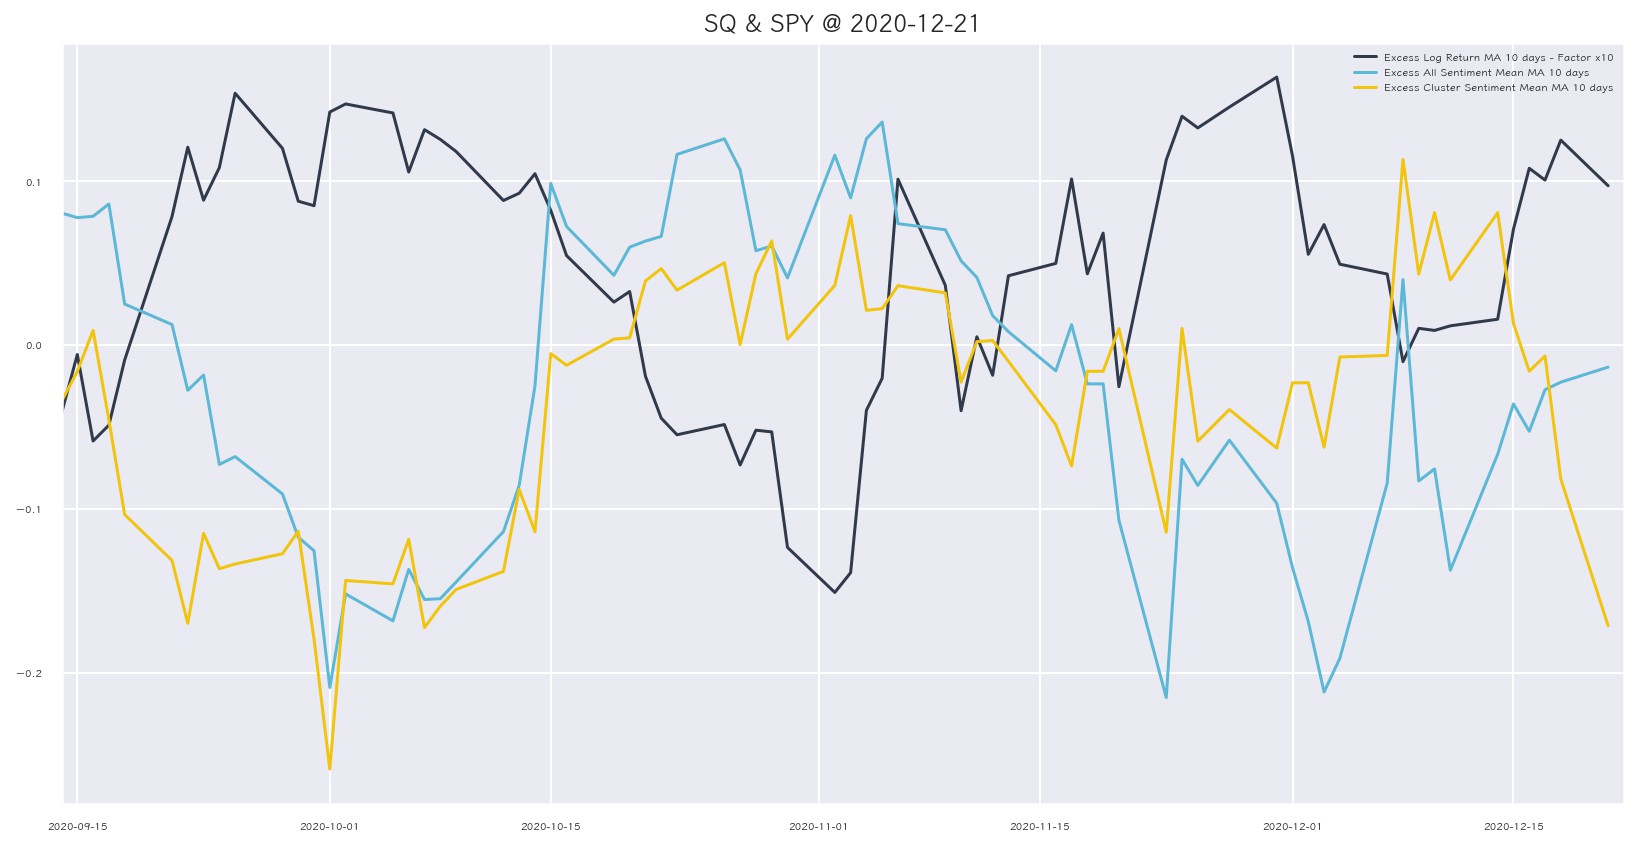 SQ & SPY @ 2020-12-21
Excess Log Return MA 10 days - Factor x10
Excess All Sentiment Mean MA 10 days
Excess Cluster Sentiment Mean MA 10 days
0.1
0.0
−0.1
−0.2
2020-09-15
2020-10-01
2020-10-15
2020-11-01
2020-11-15
2020-12-01
2020-12-15